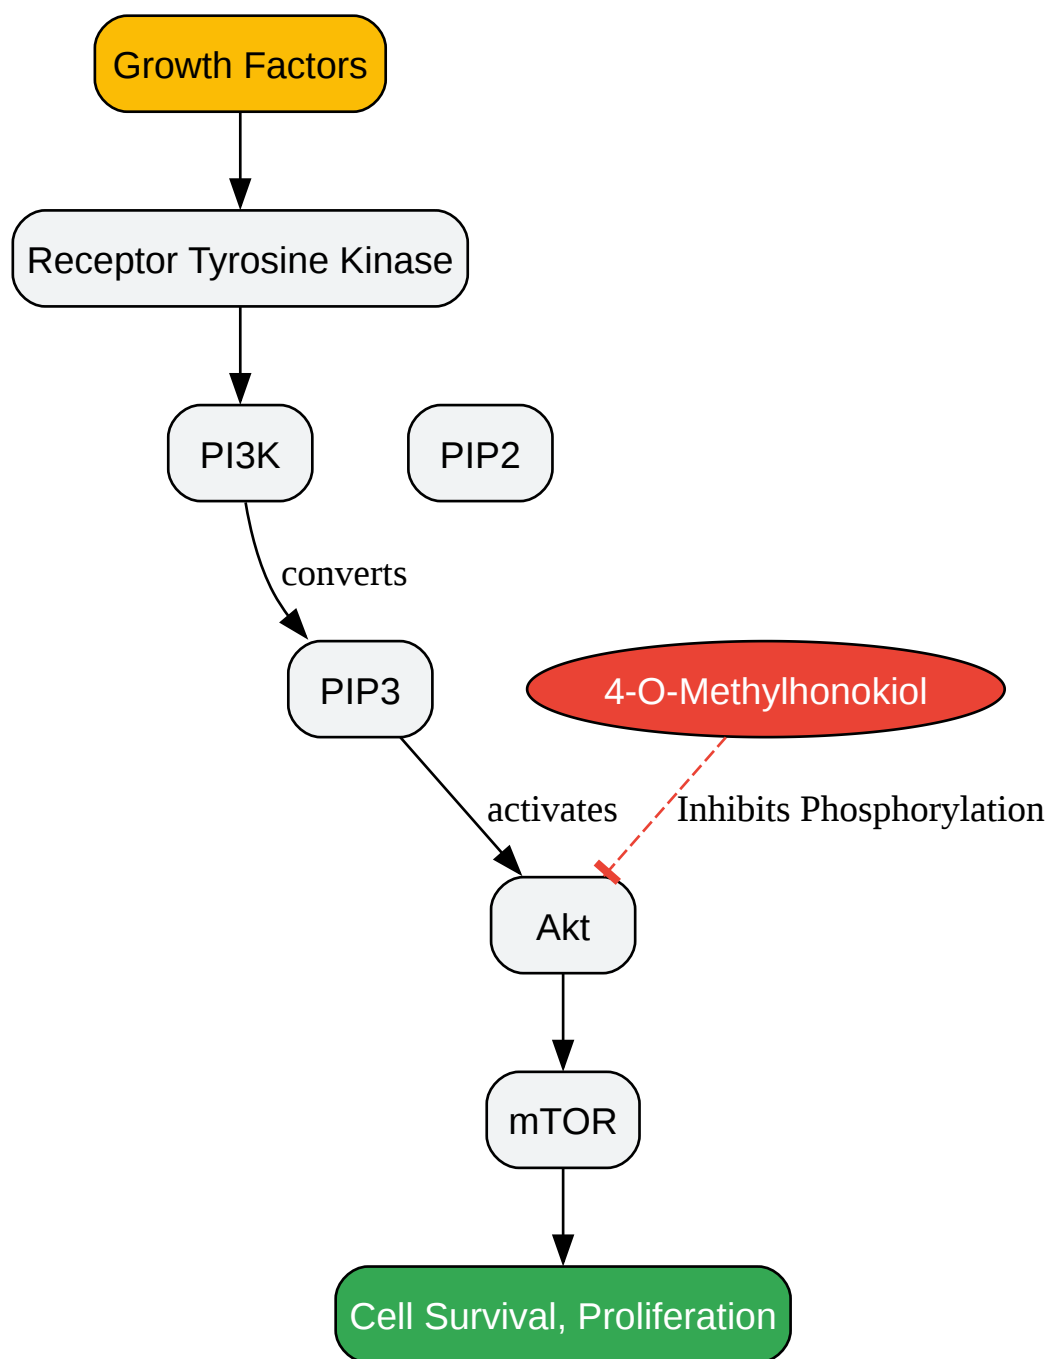 Growth Factors
Receptor Tyrosine Kinase
PI3K
PIP2
converts
PIP3
4-O-Methylhonokiol
activates
Inhibits Phosphorylation
Akt
mTOR
Cell Survival, Proliferation